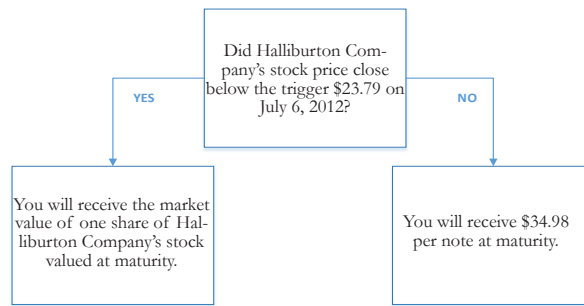 Did Halliburton Com-
pany's stock price close
below the trigger $23.79 on
July 6, 2012?
YES
NO
You will receive the market
value of one share of Hal-
liburton Company's stock
valued at maturity.
You will receive $34.98
per note at maturity.